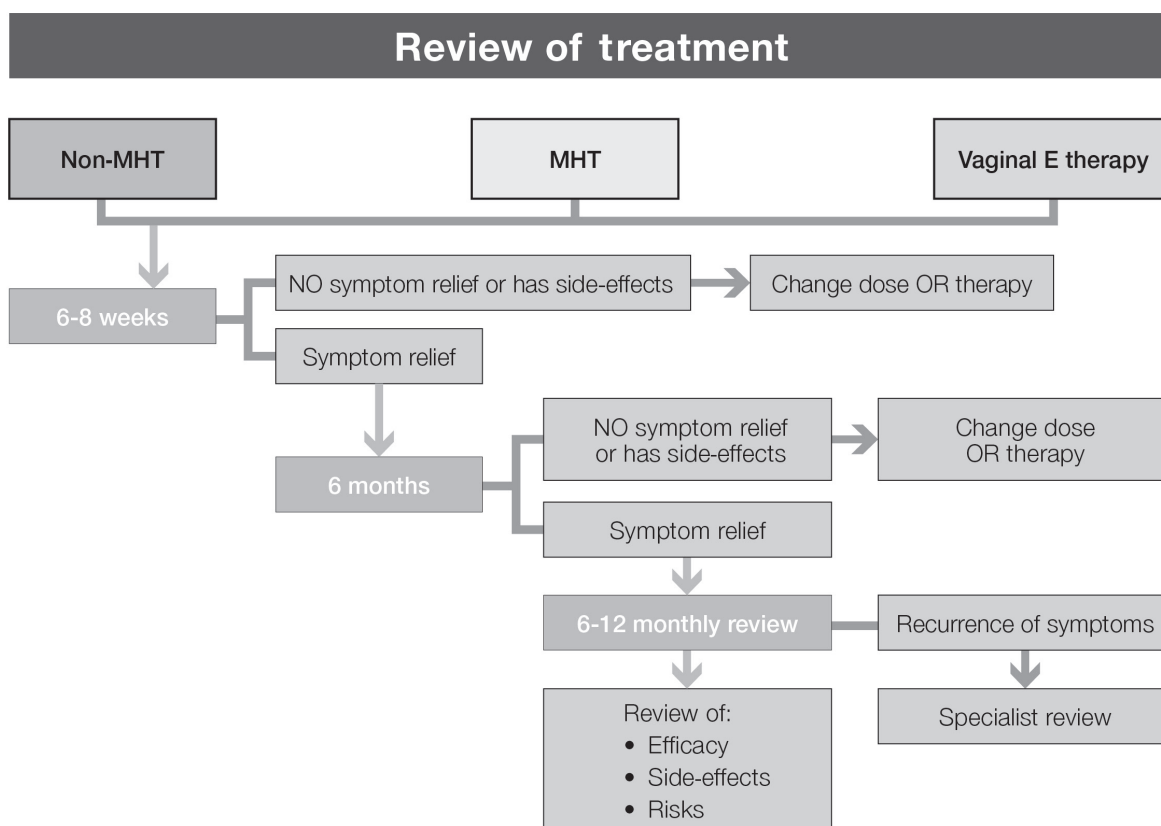 Review of treatment
Non-MHT
MHT
Vaginal E therapy
NO symptom relief or has side-effects
Change dose OR therapy
6-8 weeks
Symptom relief
NO symptom relief
or has side-effects
Change dose
OR therapy
6 months
Symptom relief
6-12 monthly review
Recurrence of symptoms
Review of:
• Efficacy
• Side-effects
• Risks
Specialist review